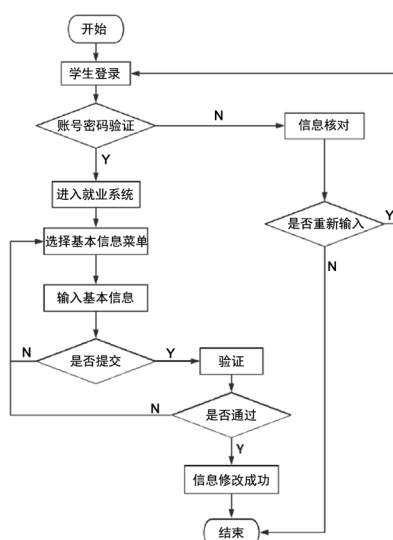 开始
学生登录
账号密码验证
N
信息核对
Y
进入就业系统
是否重新输入
Y
选择基本信息菜单
N
输入基本信息
N
是否提交
Y
验证
N
是否通过
Y
信息修改成功
结束